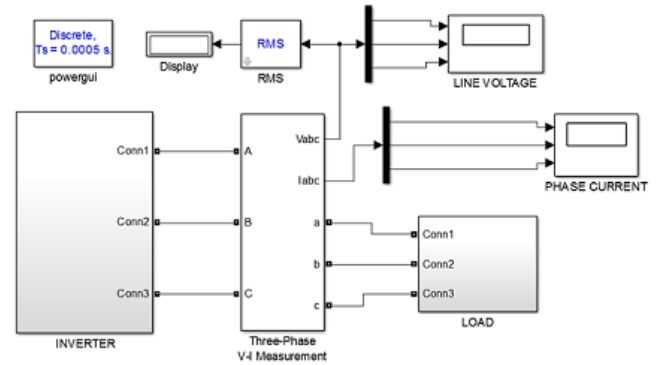 Discrete,
Ts = 0.0005 s.
powergui
Display
RMS
RMS
LINE VOLTAGE
PHASE CURRENT
Conn1
Conn2
Conn3
INVERTER
A
B
C
Vabc
Iabc
a
b
c
Three-Phase
V-I Measurement
Conn1
Conn2
Conn3
LOAD